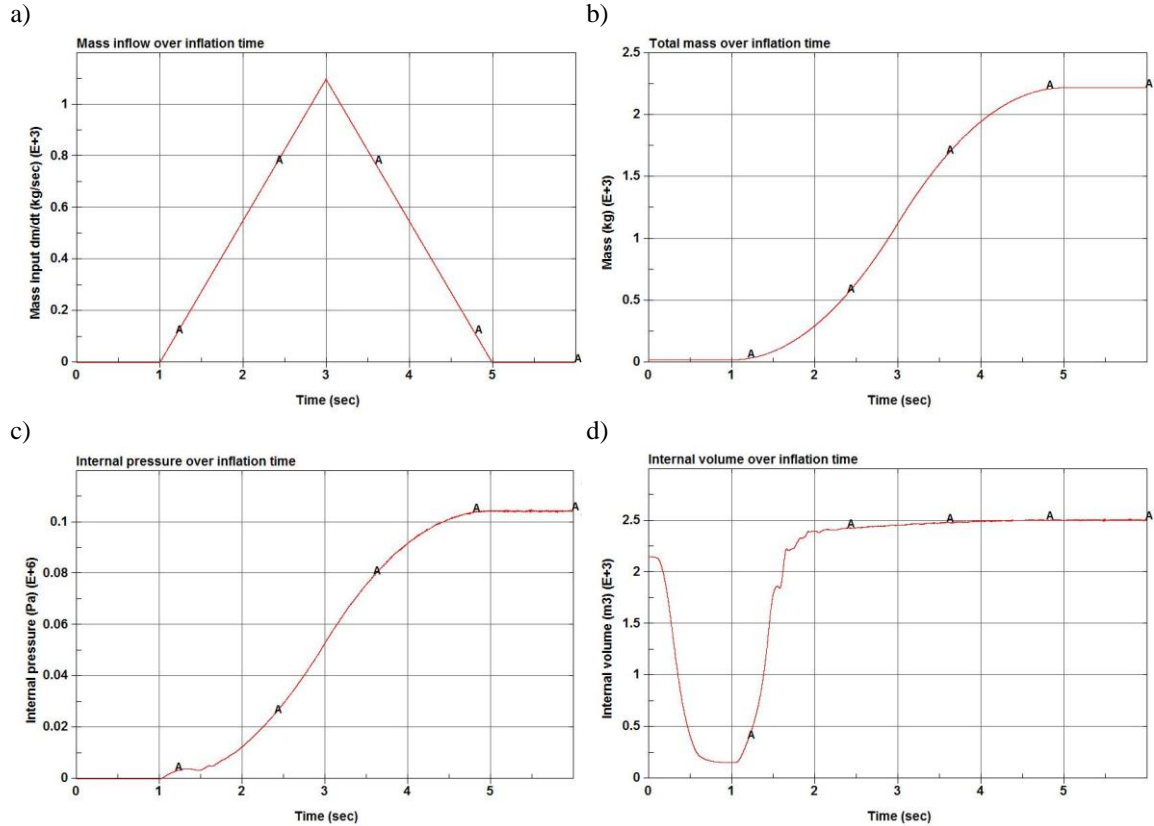 a)
Mass inflow over inflation time
Mass input dm/dt (kg/sec) (E+3)
1
0.8
0.6
0.4
0.2
0
A
A
A
A
A
0 1 2 3 4 5
Time (sec)
b)
Total mass over inflation time
Mass (kg) (E+3)
2.5
2
1.5
1
0.5
0
A
A
A
A
A
0 1 2 3 4 5
Time (sec)
c)
Internal pressure over inflation time
Internal pressure (Pa) (E+6)
0.1
0.08
0.06
0.04
0.02
0
A
A
A
A
A
0 1 2 3 4 5
Time (sec)
d)
Internal volume over inflation time
Internal volume (m3) (E+3)
2.5
2
1.5
1
0.5
0
A
A
A
A
A
0 1 2 3 4 5
Time (sec)